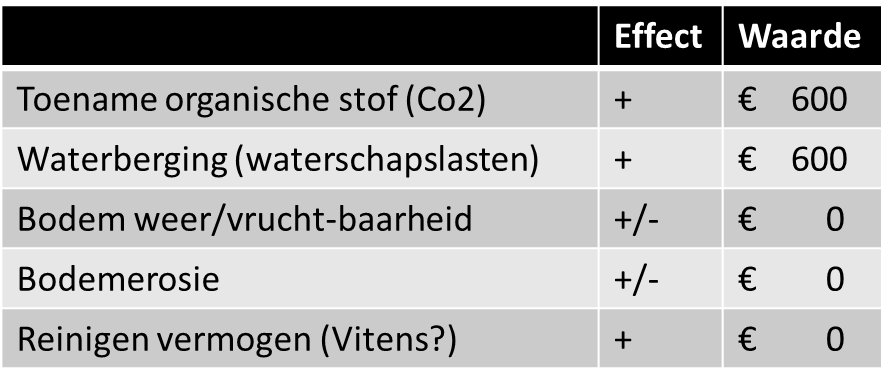 Effect Waarde
Toename organische stof (Co2) + € 600
Waterberging (waterschapslasten) + € 600
Bodem weer/vrucht-baarheid +/- € 0
Bodemerosie +/- € 0
Reinigen vermogen (Vitens?) + € 0